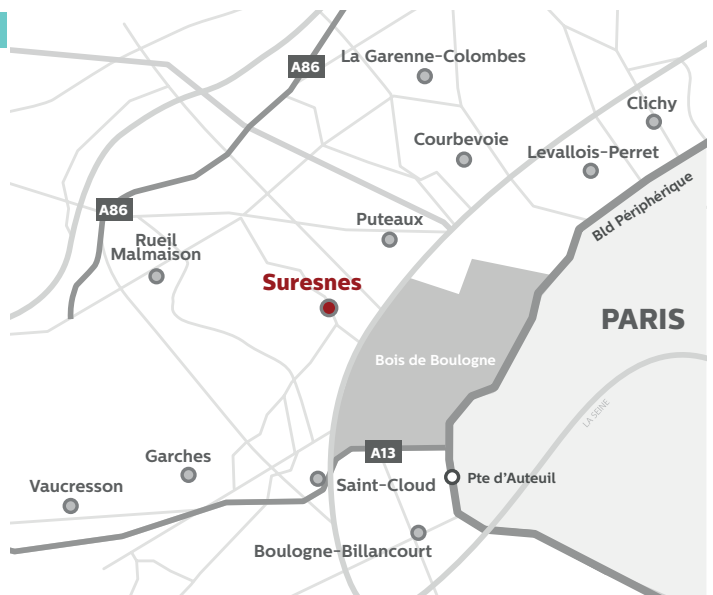 A86
La Garenne-Colombes
Clichy
Courbevoie
Levallois-Perret
A86
Puteaux
Bld Périphérique
Rueil
Malmaison
Suresnes
PARIS
Bois de Boulogne
LA SEINE
A13
Garches
Vaucresson
Saint-Cloud
Pte d'Auteuil
Boulogne-Billancourt